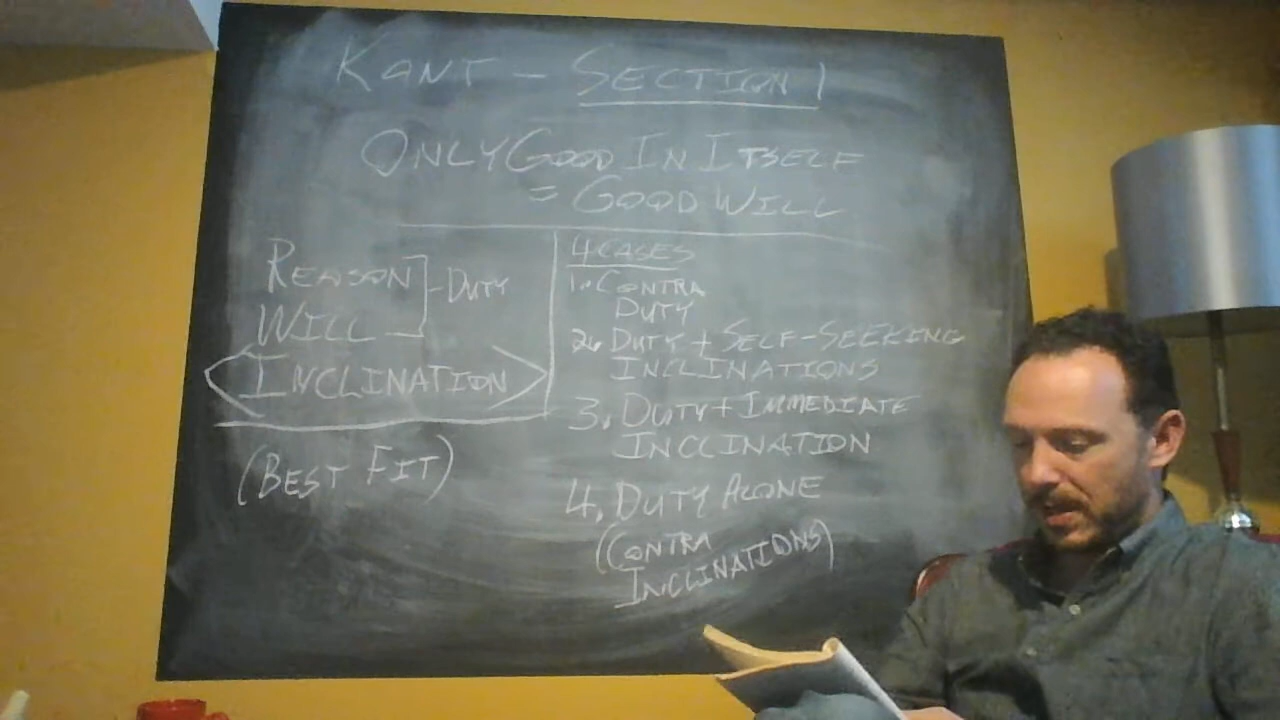 KANT - SECTION 1
ONLY GOOD IN ITSELF
= GOOD WILL
REASON
WILL
- DUTY
INCLINATION
(BEST FIT)
4 CASES
1. CONTRA
DUTY
2. DUTY + SELF-SEEKING
INCLINATIONS
3. DUTY + IMMEDIATE
INCLINATION
4. DUTY ALONE
(CONTRA
INCLINATIONS)